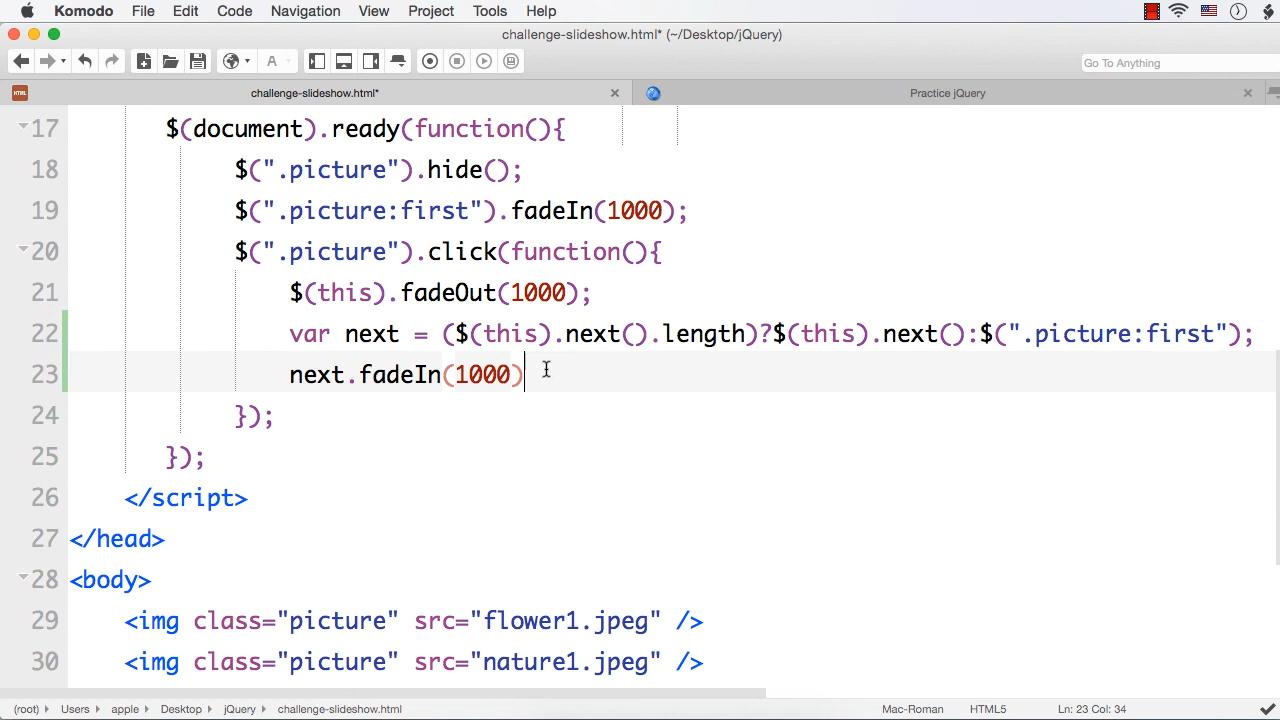 Komodo File Edit Code Navigation View Project Tools Help
challenge-slideshow.html* (~/Desktop/jQuery)
A Go To Anything
HTML challenge-slideshow.html* Practice jQuery
17 $(document).ready(function(){
18 $(".picture").hide();
19 $(".picture:first").fadeIn(1000);
20 $(".picture").click(function(){
21 $(this).fadeOut(1000);
22 var next = ($(this).next().length)?$(this).next():$(".picture:first");
23 next.fadeIn(1000)
24 });
25 });
26 </script>
27 </head>
28 <body>
29 <img class="picture" src="flower1.jpeg" />
30 <img class="picture" src="nature1.jpeg" />
(root) Users apple Desktop jQuery challenge-slideshow.html Mac-Roman HTML5 Ln: 23 Col: 34